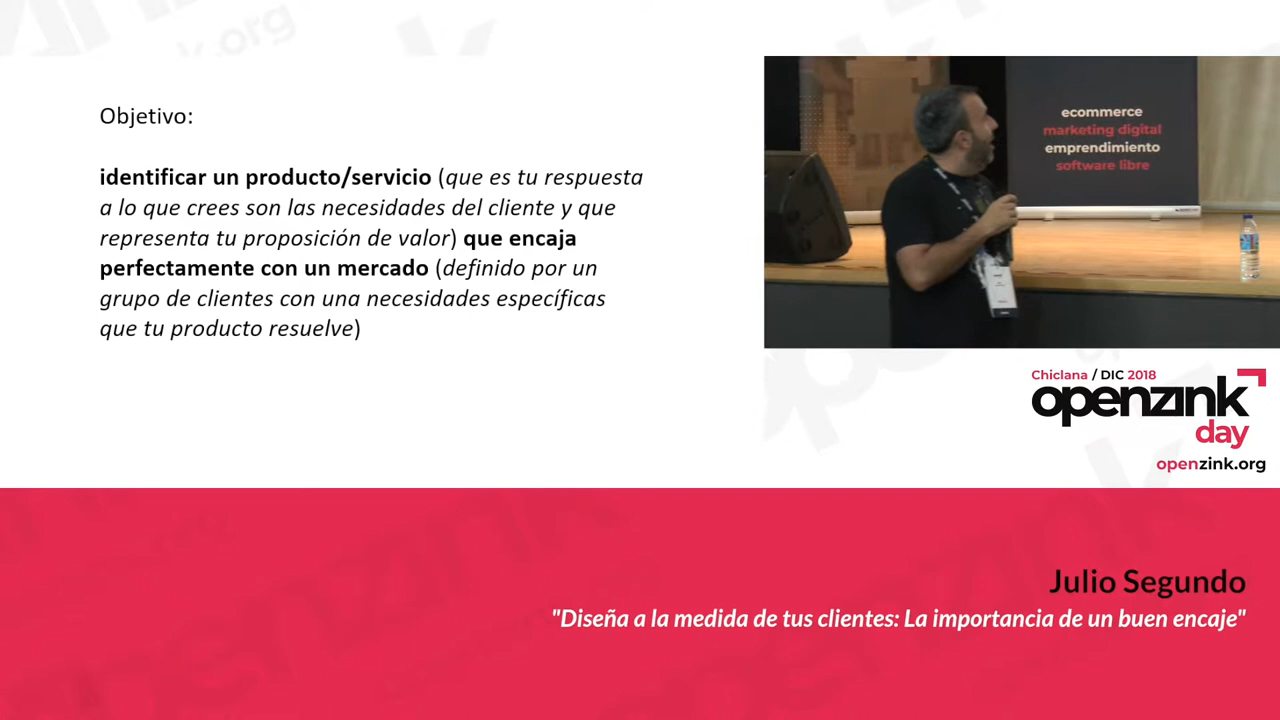 Objetivo:
identificar un producto/servicio (que es tu respuesta
a lo que crees son las necesidades del cliente y que
representa tu proposición de valor) que encaja
perfectamente con un mercado (definido por un
grupo de clientes con una necesidades específicas
que tu producto resuelve)
ecommerce
marketing digital
emprendimiento
software libre
Chiclana / DIC 2018
openzink
day
openzink.org
Julio Segundo
"Diseña a la medida de tus clientes: La importancia de un buen encaje"